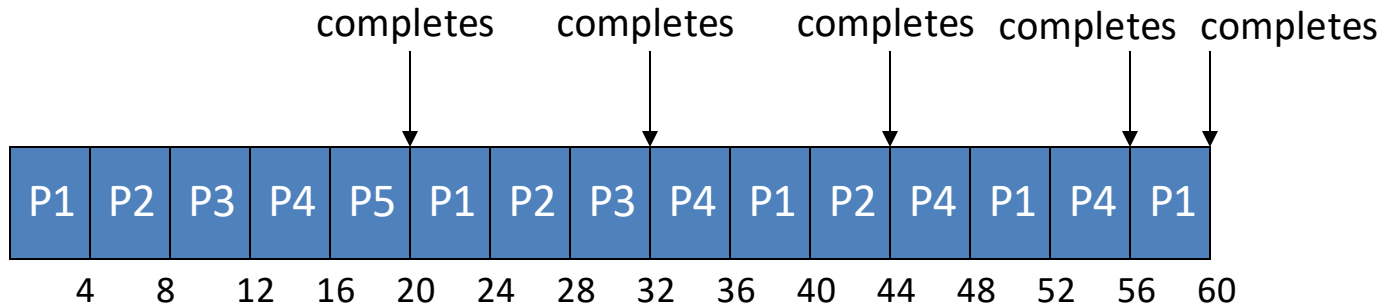 completes completes completes completes completes
P1 P2 P3 P4 P5 P1 P2 P3 P4 P1 P2 P4 P1 P4 P1
4 8 12 16 20 24 28 32 36 40 44 48 52 56 60